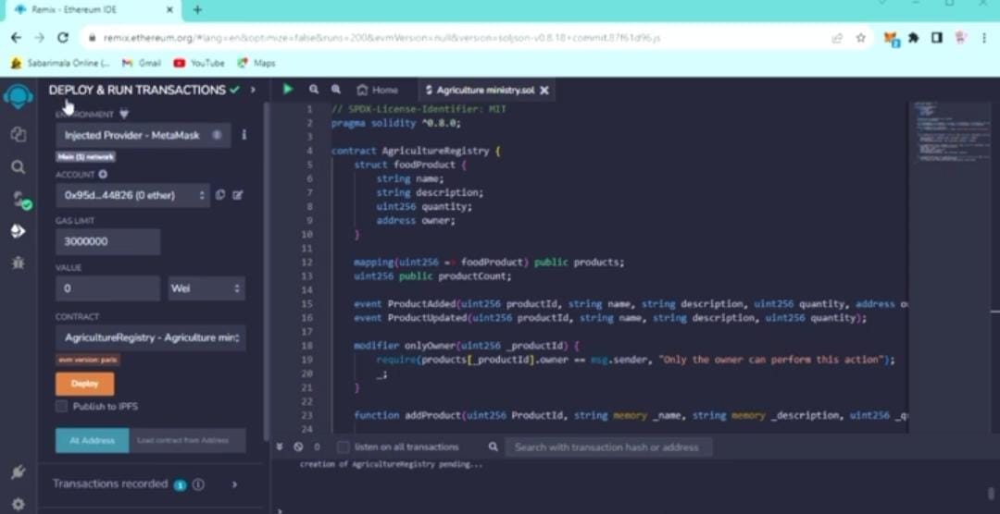 Remix - Ethereum IDE
remix.ethereum.org/#lang=en&optimize=false&runs=200&evmVersion=null&version=soljson-v0.8.18+commit.87f61d96.js
Sabarimala Online (... Gmail YouTube Maps
DEPLOY & RUN TRANSACTIONS
ENVIRONMENT
Injected Provider - MetaMask
Main (1) network
ACCOUNT
0x95d...44826 (0 ether)
GAS LIMIT
3000000
VALUE
0 Wei
CONTRACT
AgricultureRegistry - Agriculture min
evm version: paris
Deploy
Publish to IPFS
At Address Load contract from Address
Transactions recorded 1
Home Agriculture ministry.sol
1 // SPDX-License-Identifier: MIT
2 pragma solidity ^0.8.0;
3
4 contract AgricultureRegistry {
5 struct foodProduct {
6 string name;
7 string description;
8 uint256 quantity;
9 address owner;
10 }
11
12 mapping(uint256 => foodProduct) public products;
13 uint256 public productCount;
14
15 event ProductAdded(uint256 productId, string name, string description, uint256 quantity, address o
16 event ProductUpdated(uint256 productId, string name, string description, uint256 quantity);
17
18 modifier onlyOwner(uint256 _productId) {
19 require(products[_productId].owner == msg.sender, "Only the owner can perform this action");
20 _;
21 }
22
23 function addProduct(uint256 ProductId, string memory _name, string memory _description, uint256 _q
24
0 listen on all transactions Search with transaction hash or address
creation of AgricultureRegistry pending...